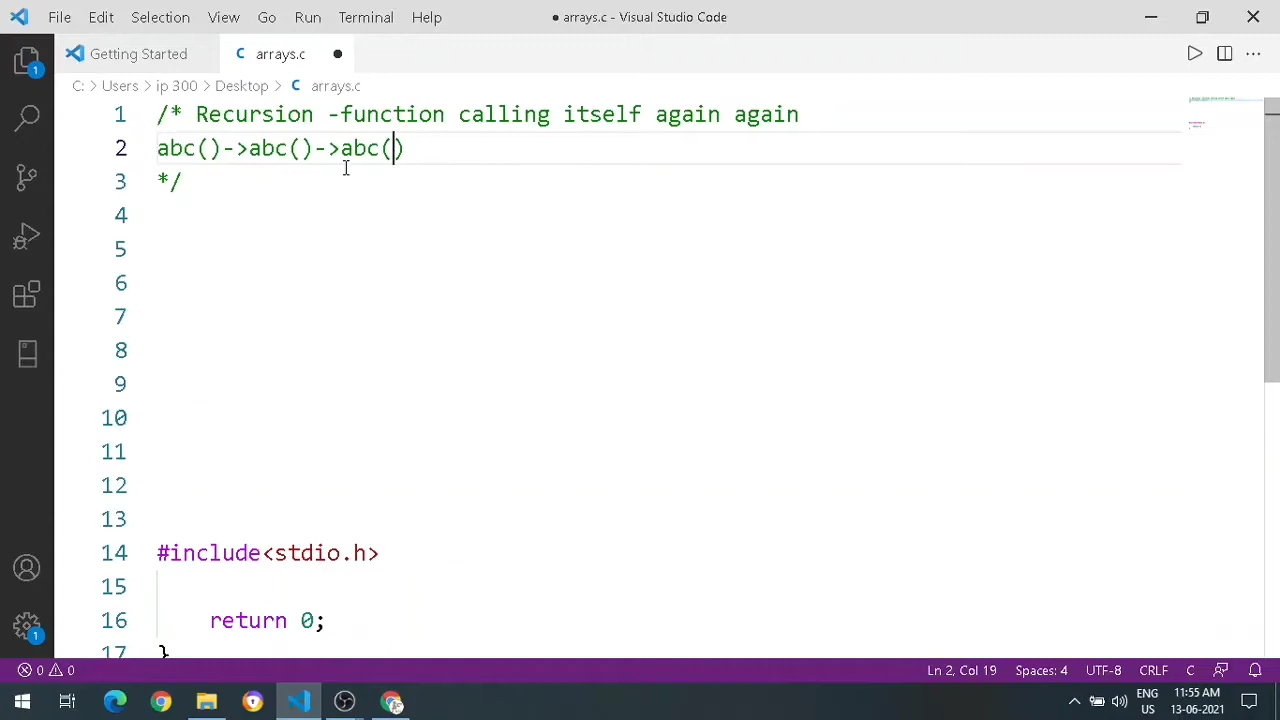 File Edit Selection View Go Run Terminal Help ● arrays.c - Visual Studio Code
Getting Started C arrays.c ●
C: > Users > ip 300 > Desktop > C arrays.c
1 /* Recursion -function calling itself again again
2 abc()->abc()->abc()
3 */
4
5
6
7
8
9
10
11
12
13
14 #include<stdio.h>
15
16 return 0;
17 }
1
1
0 0 Ln 2, Col 19 Spaces: 4 UTF-8 CRLF C
ENG 11:55 AM
US 13-06-2021